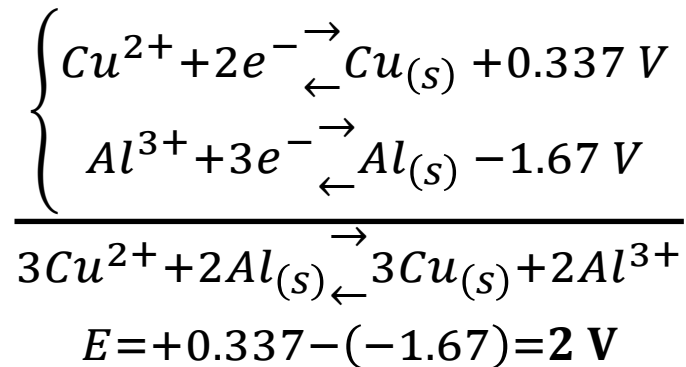 Cu²⁺+2e⁻⇄Cu₍ₛ₎ +0.337 V
Al³⁺+3e⁻⇄Al₍ₛ₎ −1.67 V
3Cu²⁺+2Al₍ₛ₎⇄3Cu₍ₛ₎+2Al³⁺
E=+0.337−(−1.67)=2 V